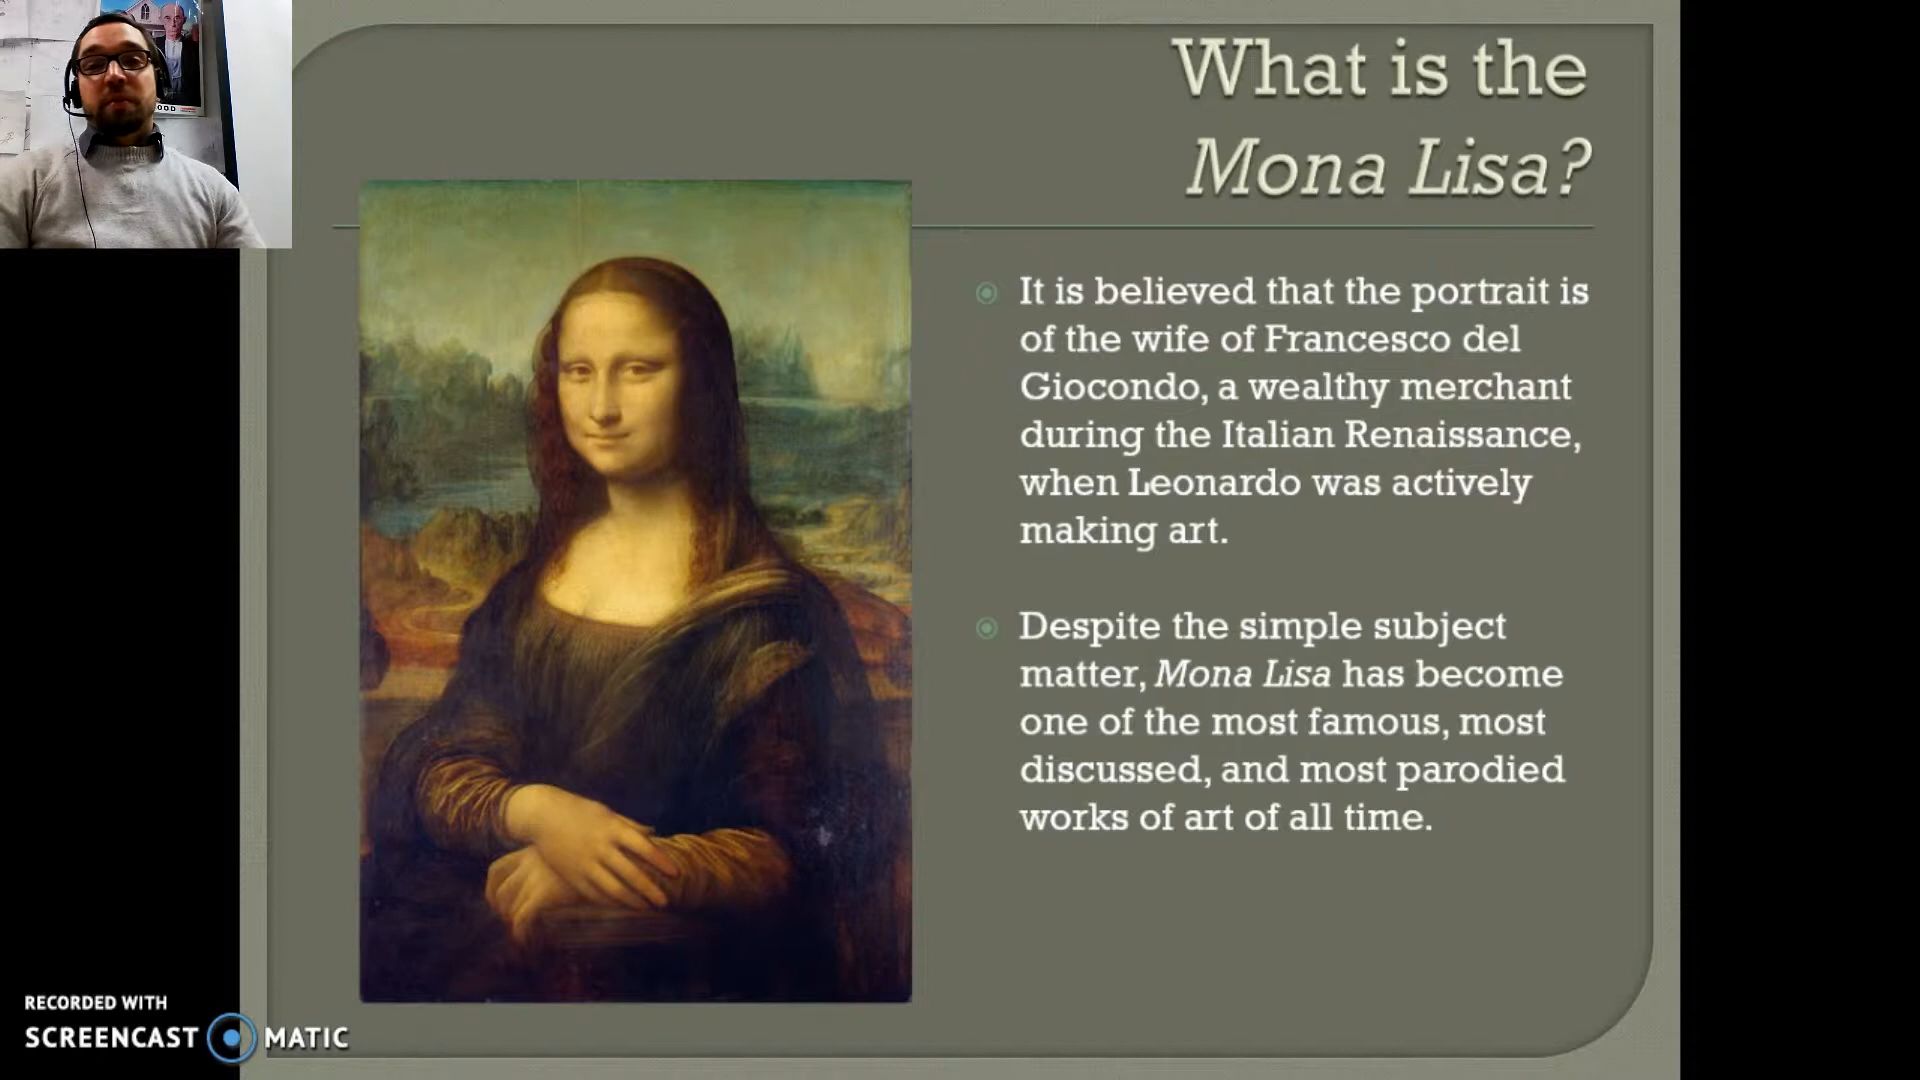 OOD
What is the
Mona Lisa?
It is believed that the portrait is
of the wife of Francesco del
Giocondo, a wealthy merchant
during the Italian Renaissance,
when Leonardo was actively
making art.
Despite the simple subject
matter, Mona Lisa has become
one of the most famous, most
discussed, and most parodied
works of art of all time.
RECORDED WITH
SCREENCAST MATIC